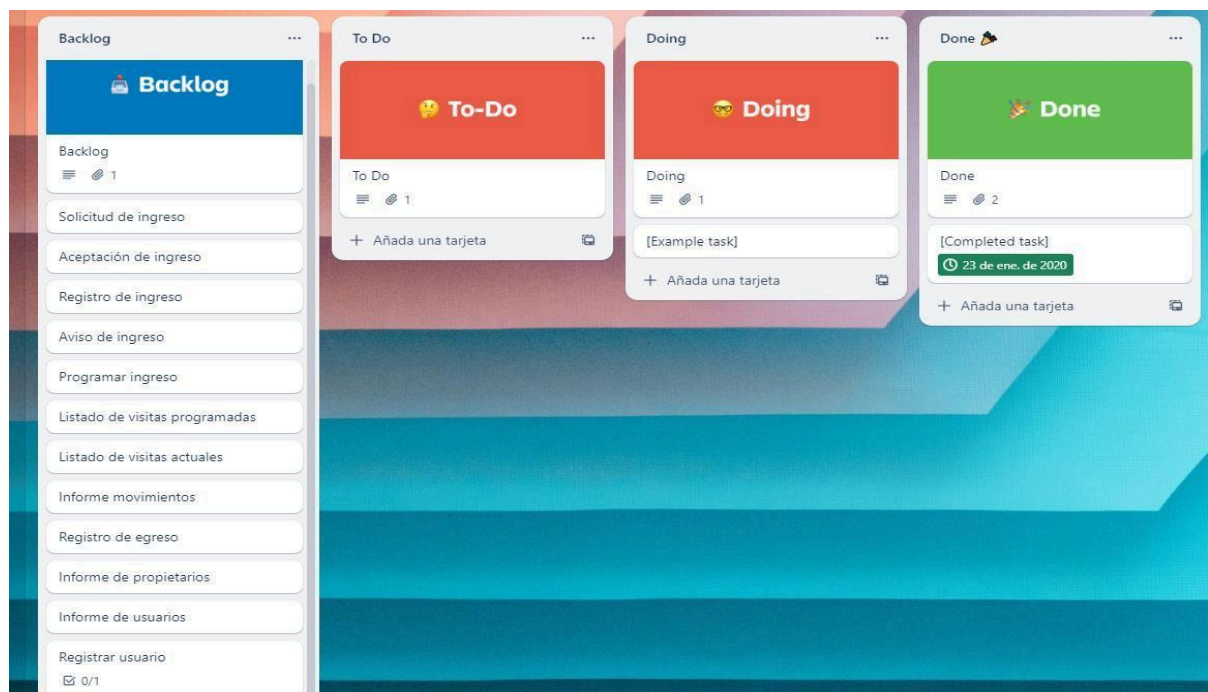 Backlog
Backlog
Backlog
1
Solicitud de ingreso
Aceptación de ingreso
Registro de ingreso
Aviso de ingreso
Programar ingreso
Listado de visitas programadas
Listado de visitas actuales
Informe movimientos
Registro de egreso
Informe de propietarios
Informe de usuarios
Registrar usuario
0/1
To Do
To-Do
To Do
1
+ Añada una tarjeta
Doing
Doing
Doing
1
[Example task]
+ Añada una tarjeta
Done
Done
Done
2
[Completed task]
23 de ene. de 2020
+ Añada una tarjeta